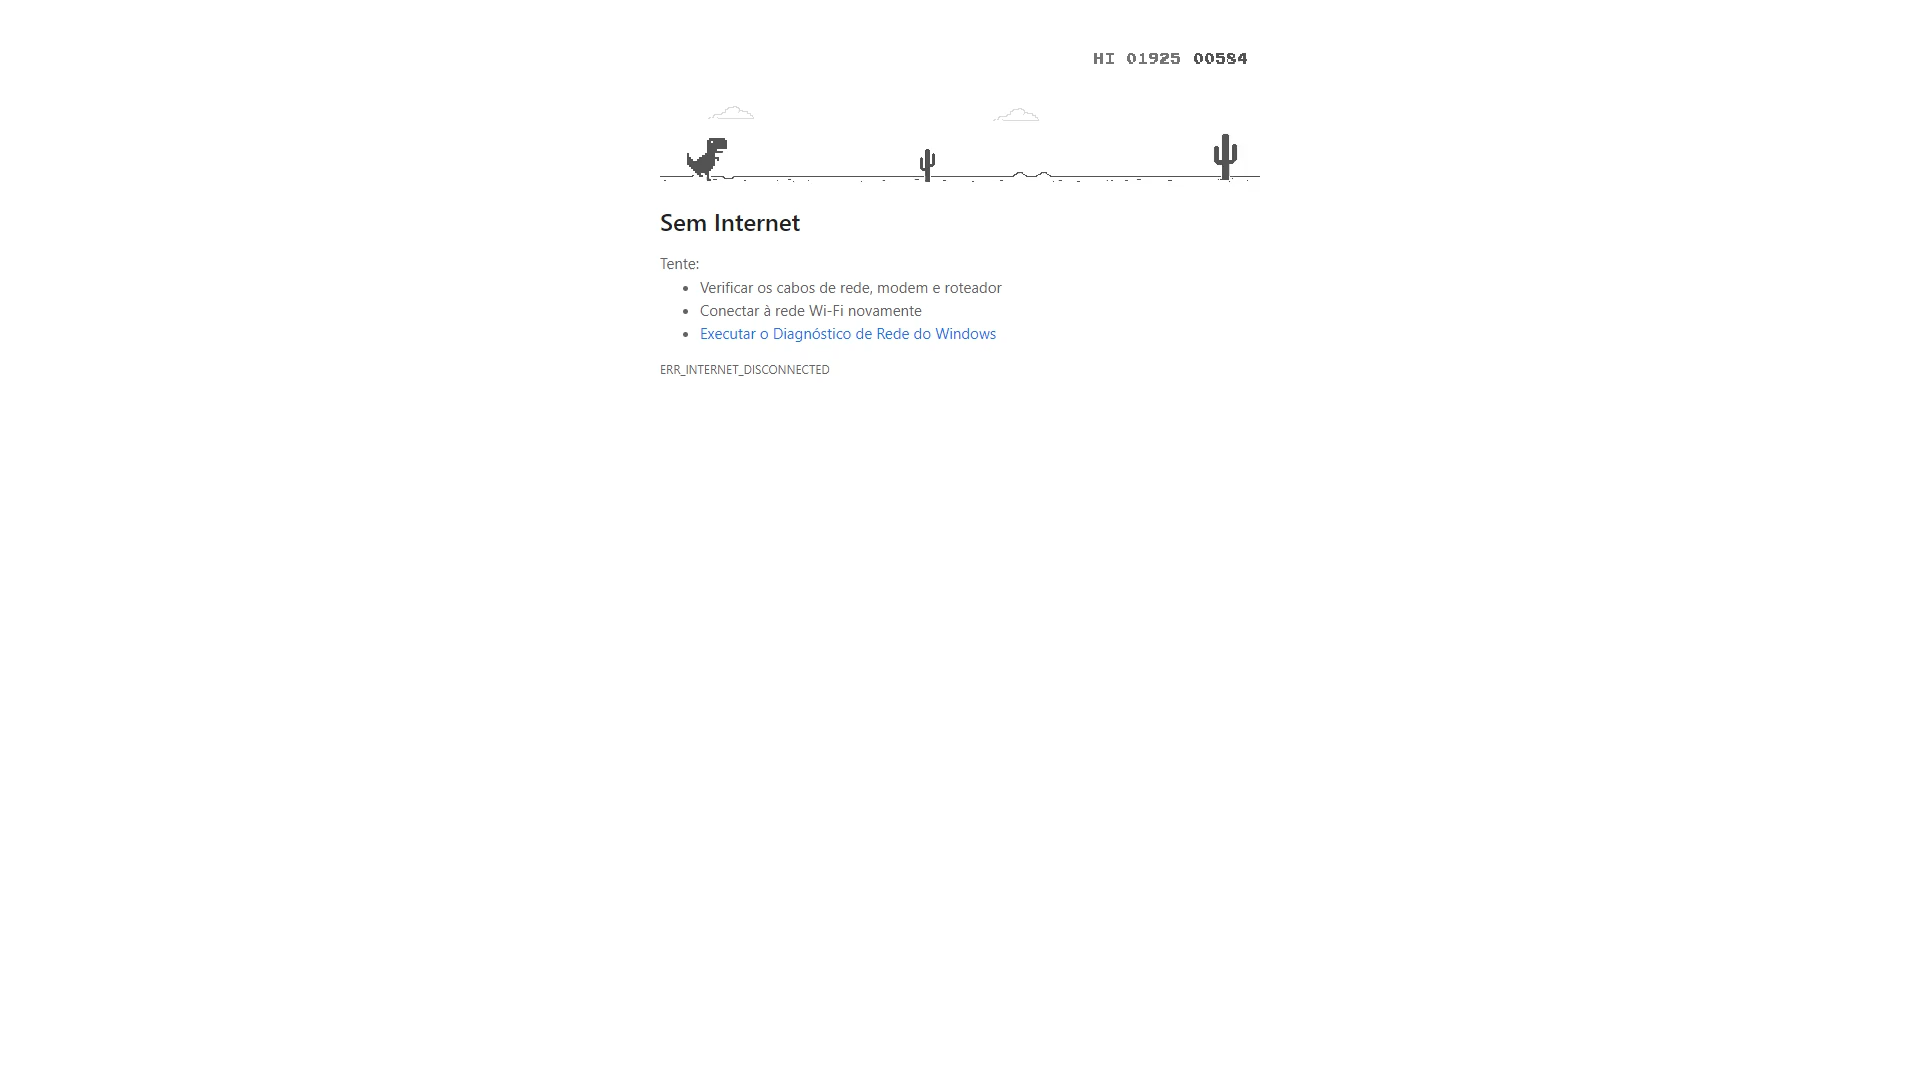 HI 01925 00584
Sem Internet
Tente:
• Verificar os cabos de rede, modem e roteador
• Conectar à rede Wi-Fi novamente
• Executar o Diagnóstico de Rede do Windows
ERR_INTERNET_DISCONNECTED